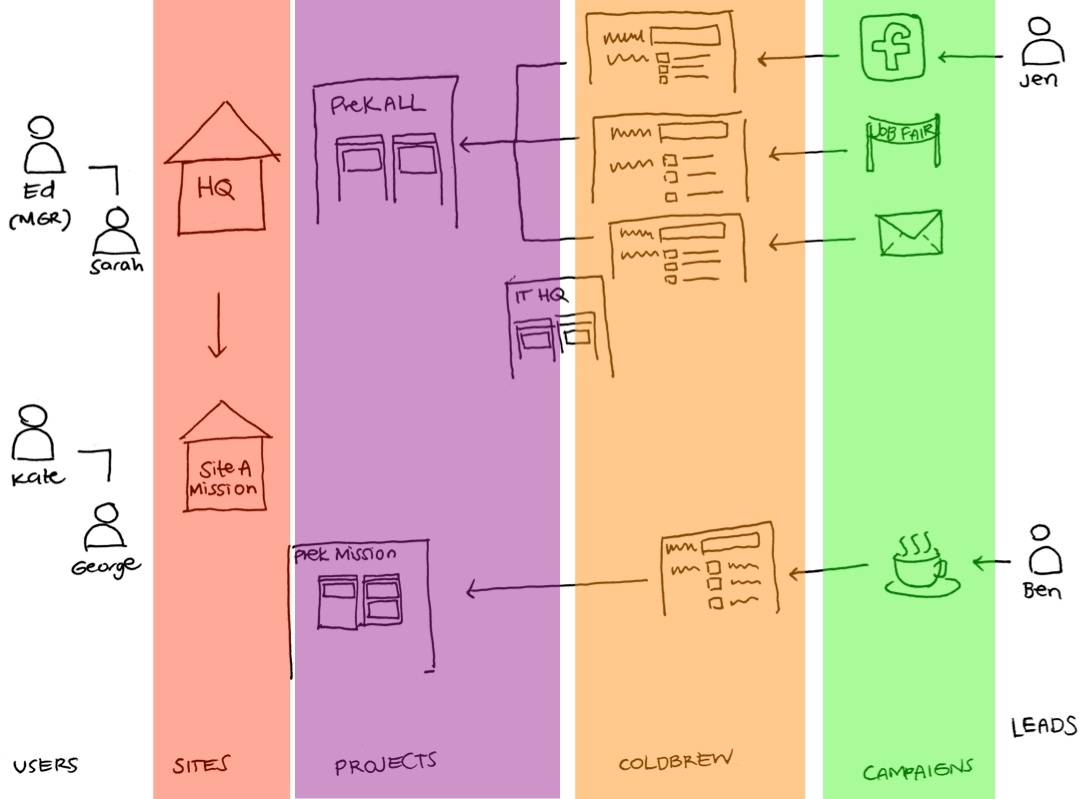 Jen
JOB FAIR
PreK ALL
Ed
(MGR)
HQ
Sarah
IT HQ
Kate
Site A
Mission
George
PreK Mission
Ben
LEADS
USERS
SITES
PROJECTS
COLDBREW
CAMPAIGNS